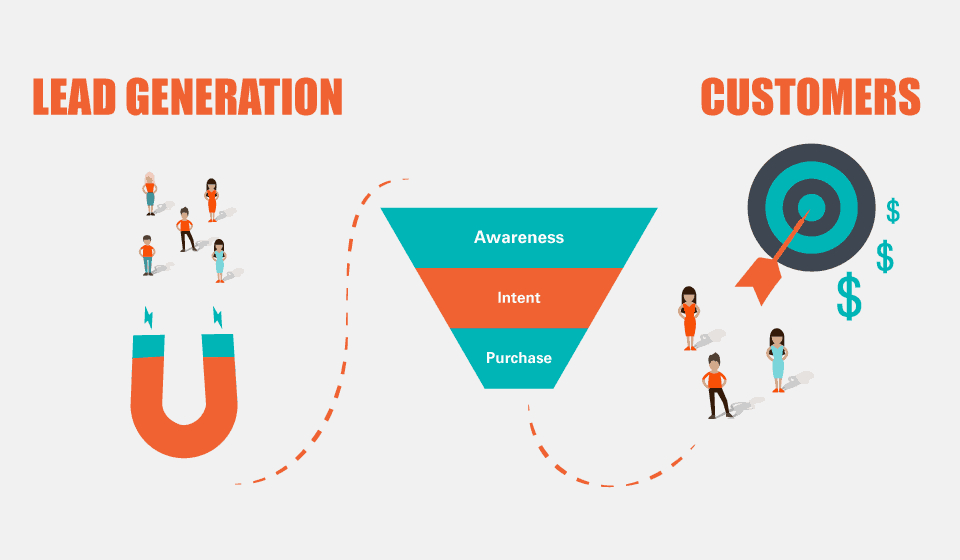 LEAD GENERATION
CUSTOMERS
Awareness
Intent
Purchase
$
$
$